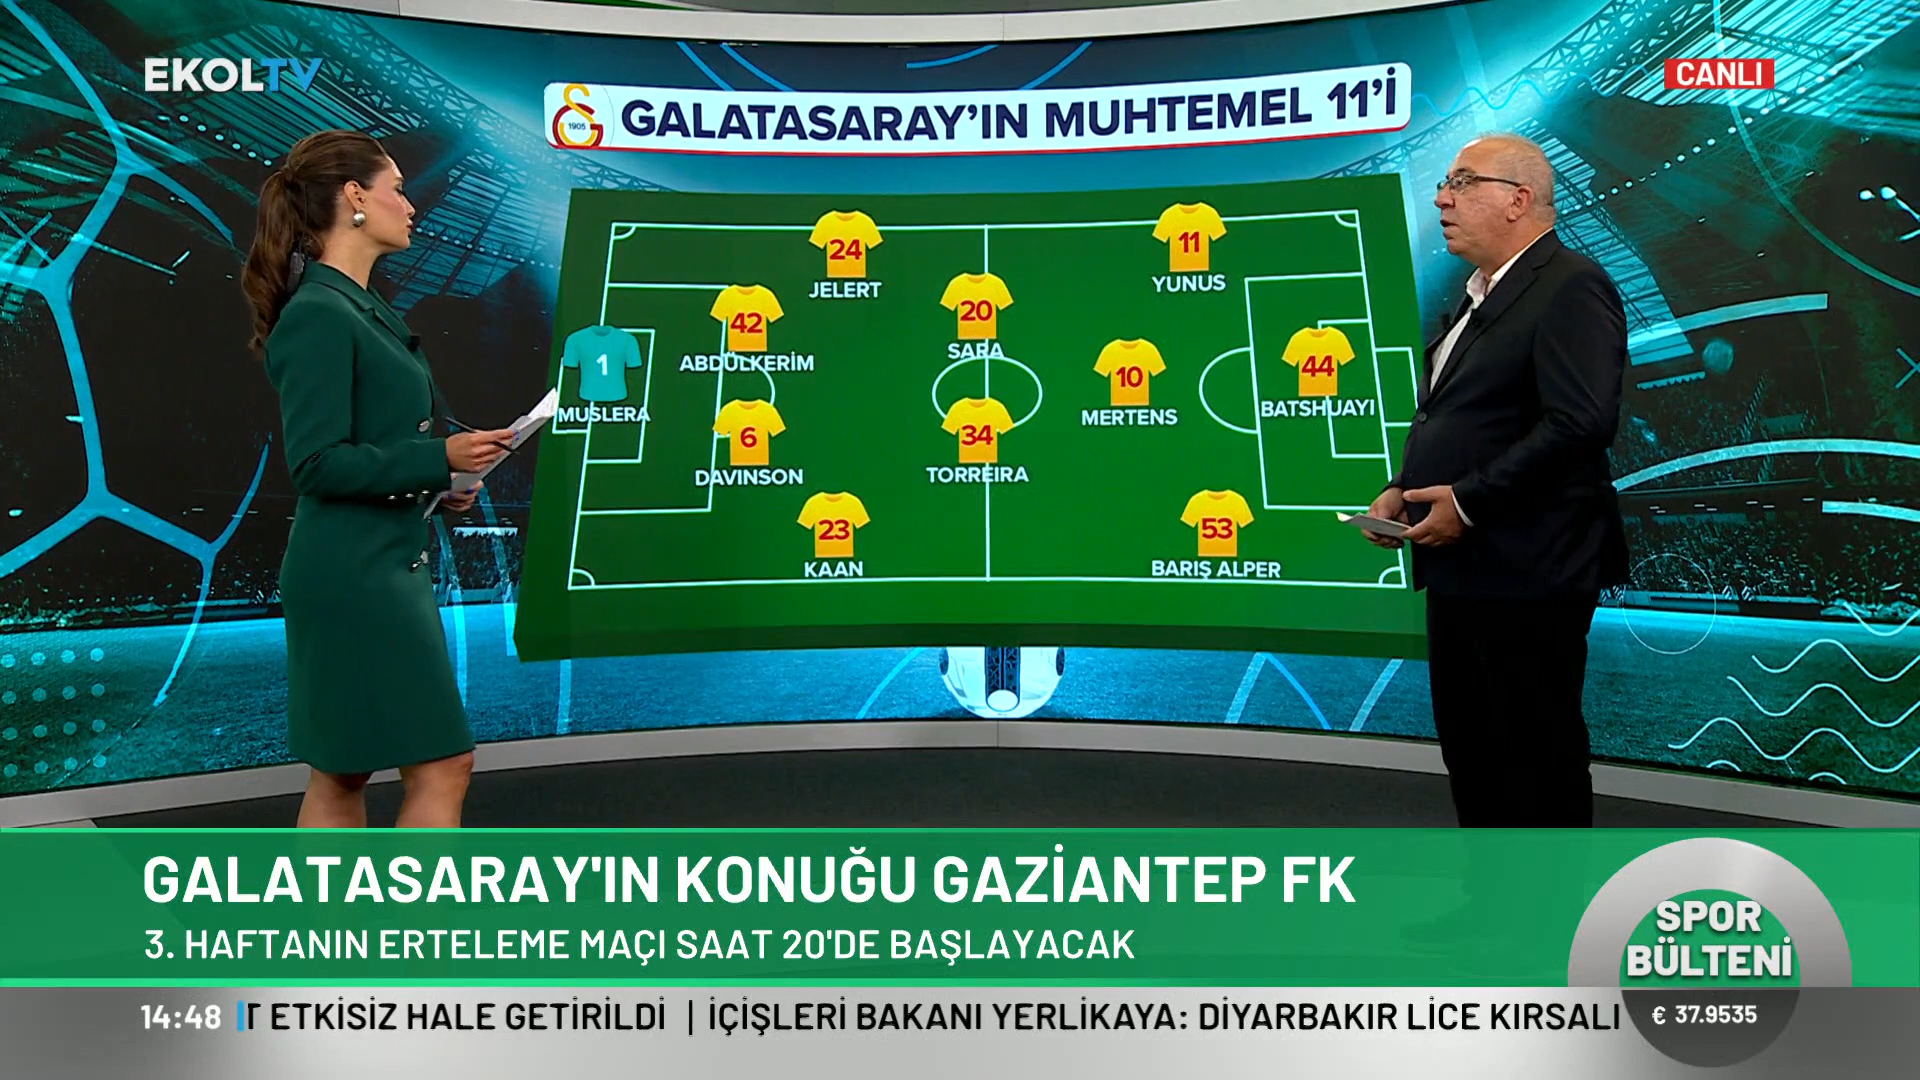 EKOLTV
CANLI
1905
GALATASARAY'IN MUHTEMEL 11'İ
24
JELERT
11
YUNUS
42
ABDÜLKERİM
20
SARA
1
MUSLERA
10
MERTENS
44
BATSHUAYI
6
DAVINSON
34
TORREIRA
23
KAAN
53
BARIŞ ALPER
GALATASARAY'IN KONUĞU GAZİANTEP FK
3. HAFTANIN ERTELEME MAÇI SAAT 20'DE BAŞLAYACAK
SPOR
BÜLTENİ
14:48
T ETKİSİZ HALE GETİRİLDİ | İÇİŞLERİ BAKANI YERLİKAYA: DİYARBAKIR LİCE KIRSALI
€ 37.9535